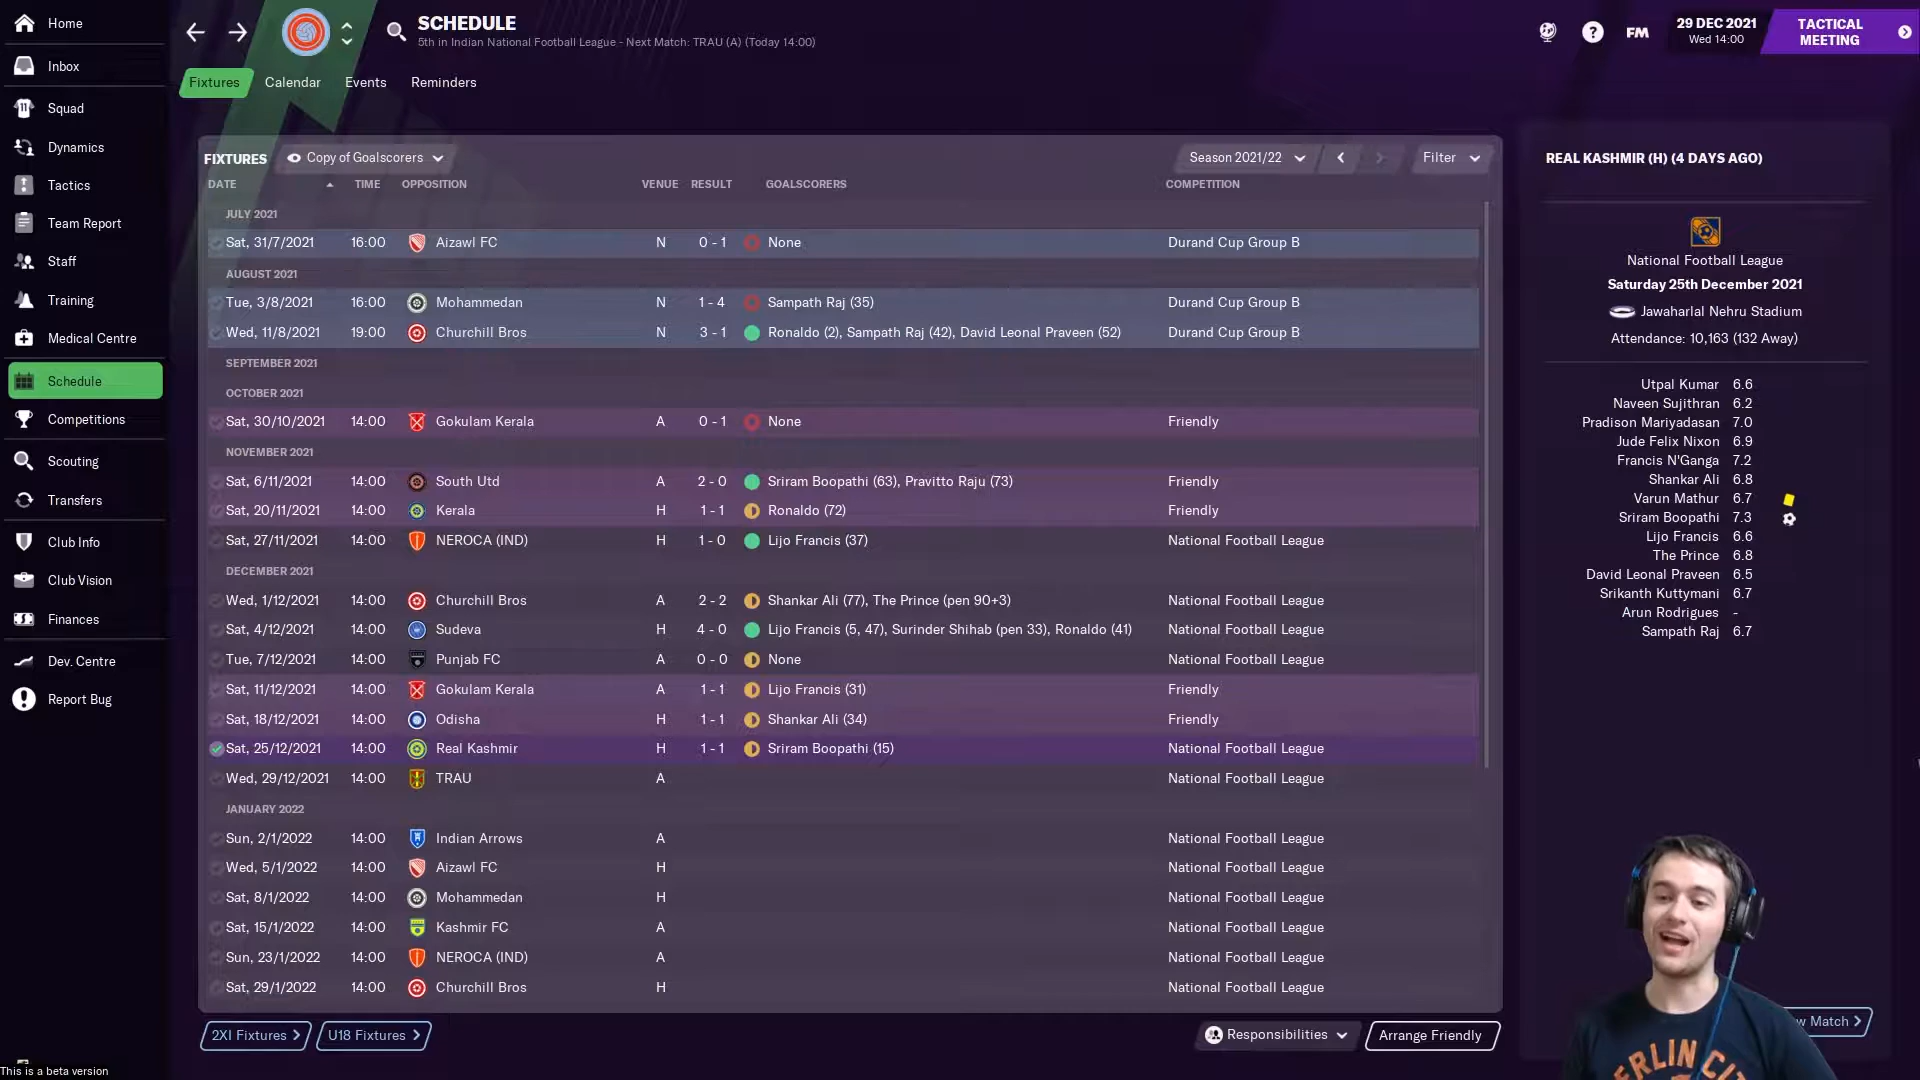 Home
Inbox
Squad
Dynamics
Tactics
Team Report
Staff
Training
Medical Centre
Schedule
Competitions
Scouting
Transfers
Club Info
Club Vision
Finances
Dev. Centre
Report Bug
This is a beta version
SCHEDULE
5th in Indian National Football League - Next Match: TRAU (A) (Today 14:00)
FM
29 DEC 2021
Wed 14:00
TACTICAL
MEETING
Fixtures Calendar Events Reminders
FIXTURES Copy of Goalscorers Season 2021/22 Filter
DATE TIME OPPOSITION VENUE RESULT GOALSCORERS COMPETITION
JULY 2021
Sat, 31/7/2021 16:00 Aizawl FC N 0 - 1 None Durand Cup Group B
AUGUST 2021
Tue, 3/8/2021 16:00 Mohammedan N 1 - 4 Sampath Raj (35) Durand Cup Group B
Wed, 11/8/2021 19:00 Churchill Bros N 3 - 1 Ronaldo (2), Sampath Raj (42), David Leonal Praveen (52) Durand Cup Group B
SEPTEMBER 2021
OCTOBER 2021
Sat, 30/10/2021 14:00 Gokulam Kerala A 0 - 1 None Friendly
NOVEMBER 2021
Sat, 6/11/2021 14:00 South Utd A 2 - 0 Sriram Boopathi (63), Pravitto Raju (73) Friendly
Sat, 20/11/2021 14:00 Kerala H 1 - 1 Ronaldo (72) Friendly
Sat, 27/11/2021 14:00 NEROCA (IND) H 1 - 0 Lijo Francis (37) National Football League
DECEMBER 2021
Wed, 1/12/2021 14:00 Churchill Bros A 2 - 2 Shankar Ali (77), The Prince (pen 90+3) National Football League
Sat, 4/12/2021 14:00 Sudeva H 4 - 0 Lijo Francis (5, 47), Surinder Shihab (pen 33), Ronaldo (41) National Football League
Tue, 7/12/2021 14:00 Punjab FC A 0 - 0 None National Football League
Sat, 11/12/2021 14:00 Gokulam Kerala A 1 - 1 Lijo Francis (31) Friendly
Sat, 18/12/2021 14:00 Odisha H 1 - 1 Shankar Ali (34) Friendly
Sat, 25/12/2021 14:00 Real Kashmir H 1 - 1 Sriram Boopathi (15) National Football League
Wed, 29/12/2021 14:00 TRAU A National Football League
JANUARY 2022
Sun, 2/1/2022 14:00 Indian Arrows A National Football League
Wed, 5/1/2022 14:00 Aizawl FC H National Football League
Sat, 8/1/2022 14:00 Mohammedan H National Football League
Sat, 15/1/2022 14:00 Kashmir FC A National Football League
Sun, 23/1/2022 14:00 NEROCA (IND) A National Football League
Sat, 29/1/2022 14:00 Churchill Bros H National Football League
2XI Fixtures U18 Fixtures Responsibilities Arrange Friendly
REAL KASHMIR (H) (4 DAYS AGO)
National Football League
Saturday 25th December 2021
Jawaharlal Nehru Stadium
Attendance: 10,163 (132 Away)
Utpal Kumar 6.6
Naveen Sujithran 6.2
Pradison Mariyadasan 7.0
Jude Felix Nixon 6.9
Francis N'Ganga 7.2
Shankar Ali 6.8
Varun Mathur 6.7
Sriram Boopathi 7.3
Lijo Francis 6.6
The Prince 6.8
David Leonal Praveen 6.5
Srikanth Kuttymani 6.7
Arun Rodrigues -
Sampath Raj 6.7
w Match
ERLIN CI